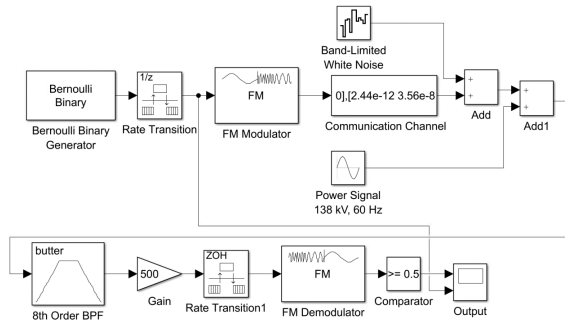 1/z
Bernoulli
Binary
Bernoulli Binary
Generator
Rate Transition
FM
FM Modulator
Band-Limited
White Noise
0],[2.44e-12 3.56e-8
Communication Channel
+
+
Add
+
+
Add1
Power Signal
138 kV, 60 Hz
butter
8th Order BPF
500
Gain
ZOH
Rate Transition1
FM
FM Demodulator
>= 0.5
Comparator
Output